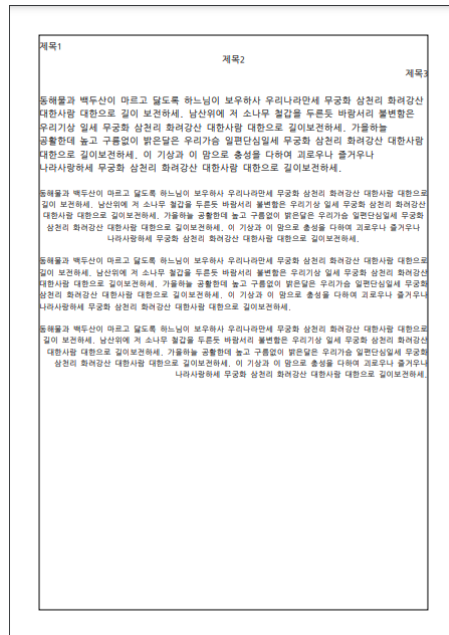 제목1
제목2
제목3
동해물과 백두산이 마르고 닳도록 하느님이 보우하사 우리나라만세 무궁화 삼천리 화려강산
대한사람 대한으로 길이 보전하세. 남산위에 저 소나무 철갑을 두른듯 바람서리 불변함은
우리기상 일세 무궁화 삼천리 화려강산 대한사람 대한으로 길이보전하세. 가을하늘
공활한데 높고 구름없이 밝은달은 우리가슴 일편단심일세 무궁화 삼천리 화려강산 대한사람
대한으로 길이보전하세. 이 기상과 이 맘으로 충성을 다하여 괴로우나 즐거우나
나라사랑하세 무궁화 삼천리 화려강산 대한사람 대한으로 길이보전하세.
동해물과 백두산이 마르고 닳도록 하느님이 보우하사 우리나라만세 무궁화 삼천리 화려강산 대한사람 대한으로
길이 보전하세. 남산위에 저 소나무 철갑을 두른듯 바람서리 불변함은 우리기상 일세 무궁화 삼천리 화려강산
대한사람 대한으로 길이보전하세. 가을하늘 공활한데 높고 구름없이 밝은달은 우리가슴 일편단심일세 무궁화
삼천리 화려강산 대한사람 대한으로 길이보전하세. 이 기상과 이 맘으로 충성을 다하여 괴로우나 즐거우나
나라사랑하세 무궁화 삼천리 화려강산 대한사람 대한으로 길이보전하세.
동해물과 백두산이 마르고 닳도록 하느님이 보우하사 우리나라만세 무궁화 삼천리 화려강산 대한사람 대한으로
길이 보전하세. 남산위에 저 소나무 철갑을 두른듯 바람서리 불변함은 우리기상 일세 무궁화 삼천리 화려강산
대한사람 대한으로 길이보전하세. 가을하늘 공활한데 높고 구름없이 밝은달은 우리가슴 일편단심일세 무궁화
삼천리 화려강산 대한사람 대한으로 길이보전하세. 이 기상과 이 맘으로 충성을 다하여 괴로우나 즐거우나
나라사랑하세 무궁화 삼천리 화려강산 대한사람 대한으로 길이보전하세.
동해물과 백두산이 마르고 닳도록 하느님이 보우하사 우리나라만세 무궁화 삼천리 화려강산 대한사람 대한으로
길이 보전하세. 남산위에 저 소나무 철갑을 두른듯 바람서리 불변함은 우리기상 일세 무궁화 삼천리 화려강산
대한사람 대한으로 길이보전하세. 가을하늘 공활한데 높고 구름없이 밝은달은 우리가슴 일편단심일세 무궁화
삼천리 화려강산 대한사람 대한으로 길이보전하세. 이 기상과 이 맘으로 충성을 다하여 괴로우나 즐거우나
나라사랑하세 무궁화 삼천리 화려강산 대한사람 대한으로 길이보전하세.